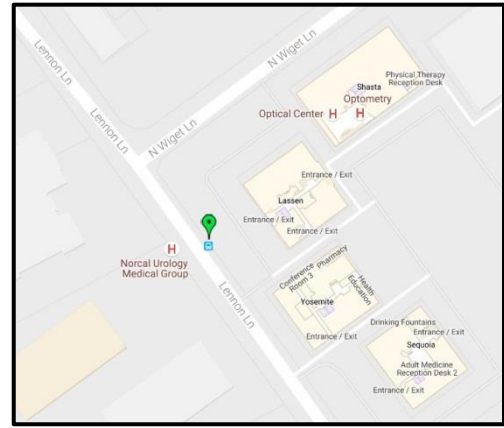 Lennon Ln
N Wiget Ln
Lennon Ln
N Wiget Ln
Shasta
Physical Therapy
Reception Desk
Optometry
Optical Center
H
H
Entrance / Exit
Lassen
Entrance / Exit
Entrance / Exit
H
Norcal Urology
Medical Group
Conference
Room 3
Pharmacy
Health
Education
Yosemite
Lennon Ln
Entrance / Exit
Drinking Fountains
Entrance / Exit
Sequoia
Adult Medicine
Reception Desk 2
Entrance / Exit